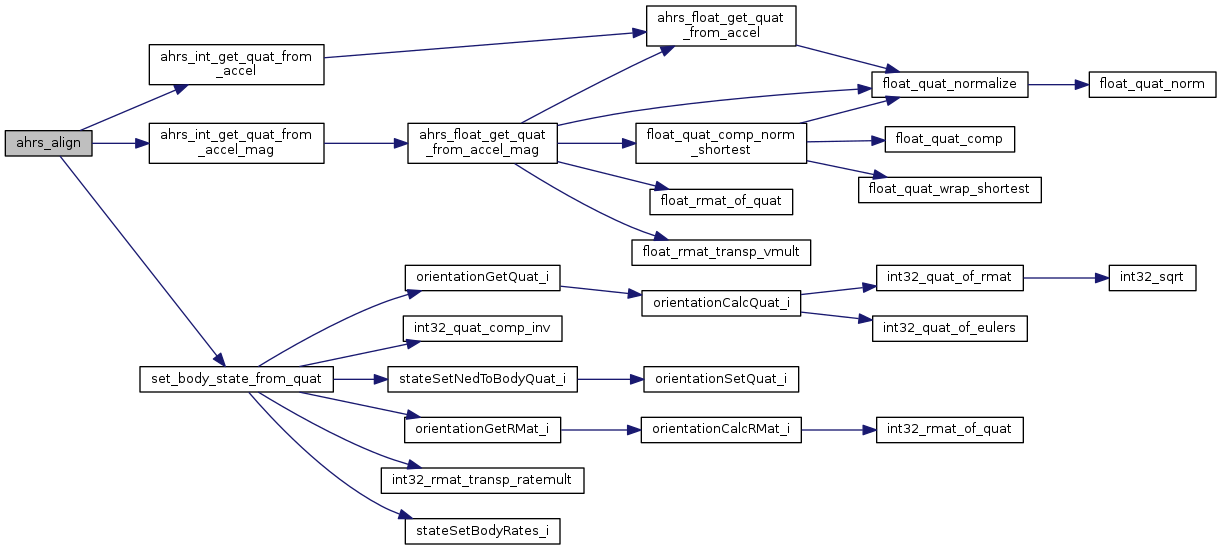 ahrs_align
ahrs_int_get_quat_from
_accel
ahrs_int_get_quat_from
_accel_mag
set_body_state_from_quat
ahrs_float_get_quat
_from_accel
ahrs_float_get_quat
_from_accel_mag
float_quat_normalize
float_quat_norm
float_quat_comp_norm
_shortest
float_quat_comp
float_quat_wrap_shortest
float_rmat_of_quat
float_rmat_transp_vmult
orientationGetQuat_i
orientationCalcQuat_i
int32_quat_of_rmat
int32_sqrt
int32_quat_of_eulers
int32_quat_comp_inv
stateSetNedToBodyQuat_i
orientationSetQuat_i
orientationGetRMat_i
orientationCalcRMat_i
int32_rmat_of_quat
int32_rmat_transp_ratemult
stateSetBodyRates_i